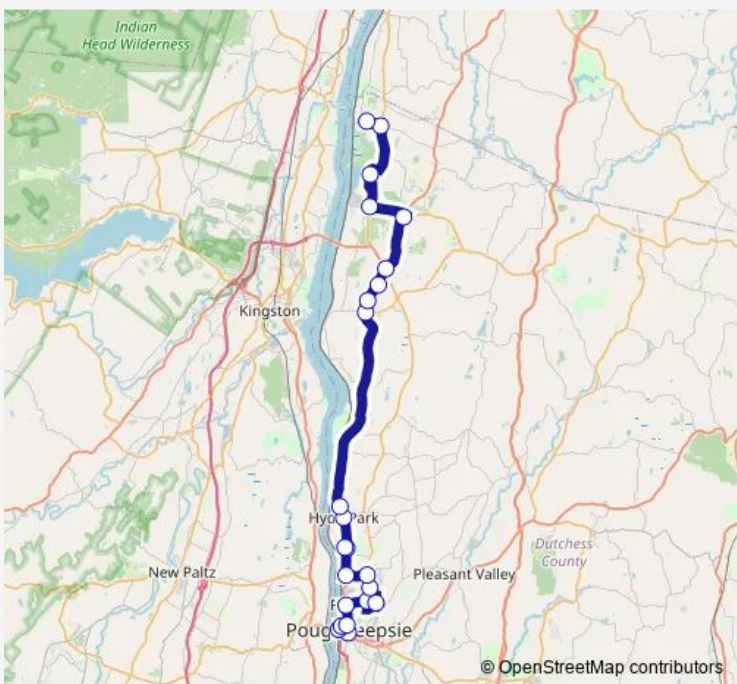 Indian
Head Wilderness
Kingston
Hyde Park
New Paltz
Pleasant Valley
Dutchess
County
Poughkeepsie
© OpenStreetMap contributors